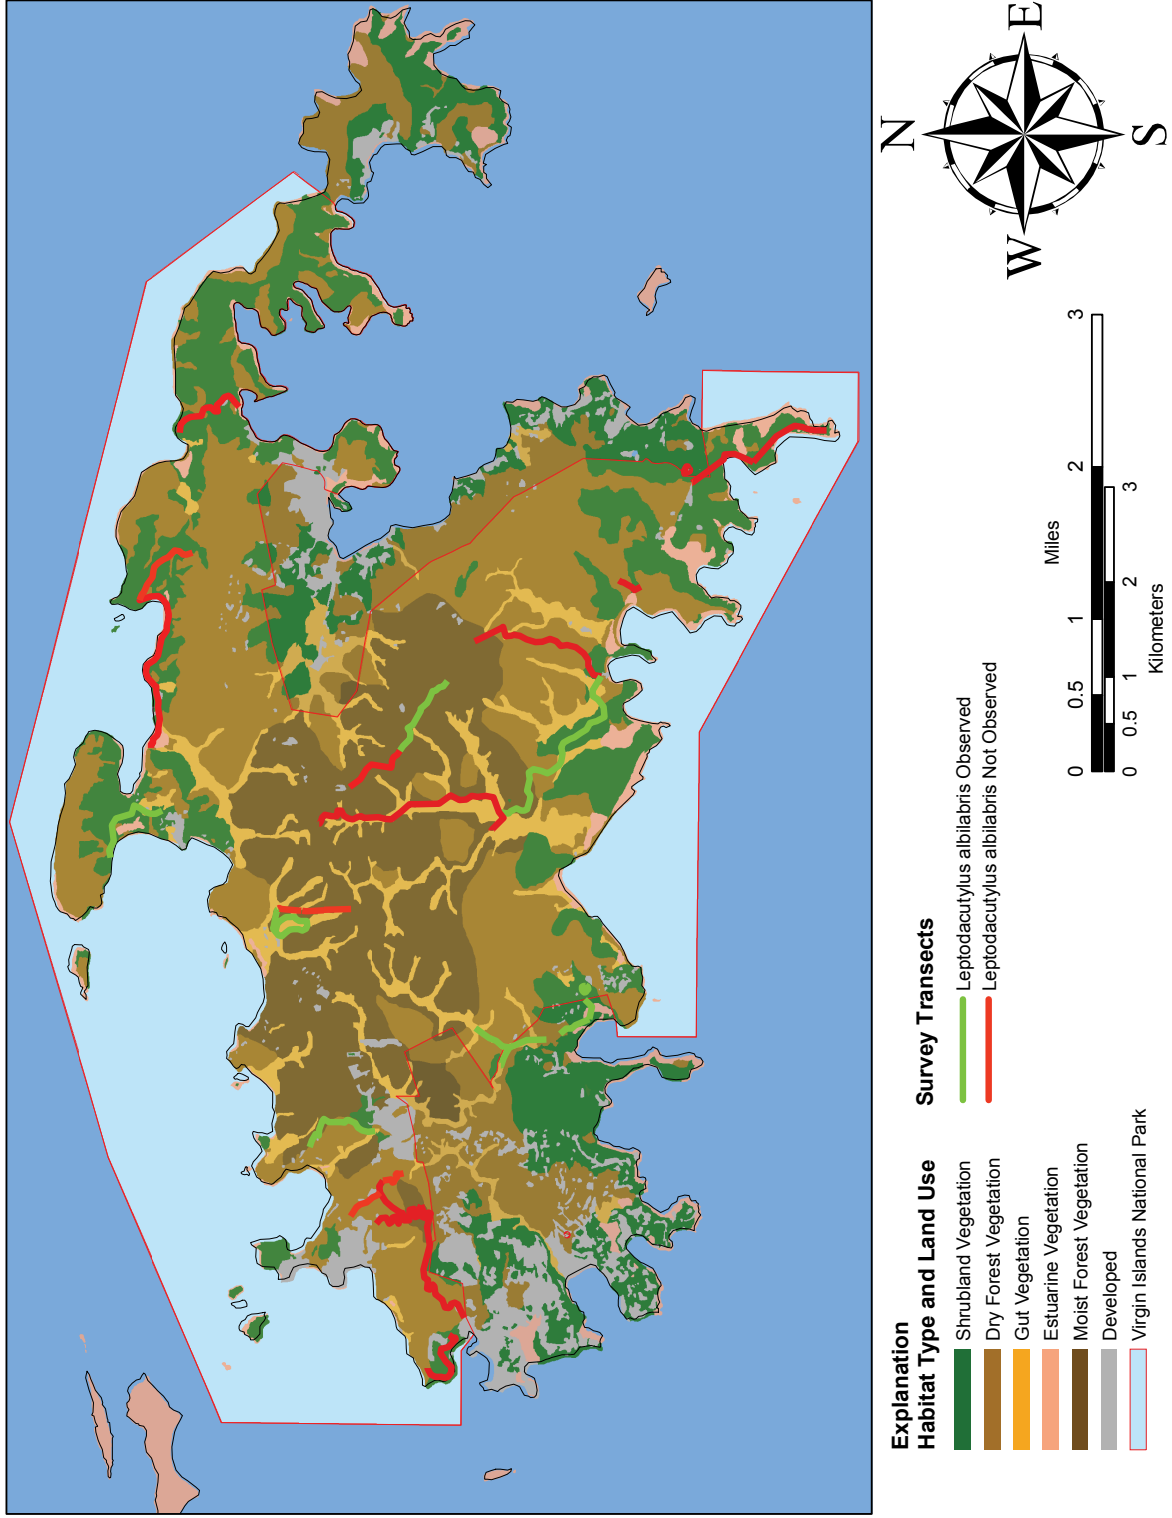 N
E
S
W
Explanation
Habitat Type and Land Use
Shrubland Vegetation
Dry Forest Vegetation
Gut Vegetation
Estuarine Vegetation
Moist Forest Vegetation
Developed
Virgin Islands National Park
Survey Transects
Leptodacutylus albilabris Observed
Leptodacutylus albilabris Not Observed
Miles
0 0.5 1 2 3
0 0.5 1 2 3
Kilometers